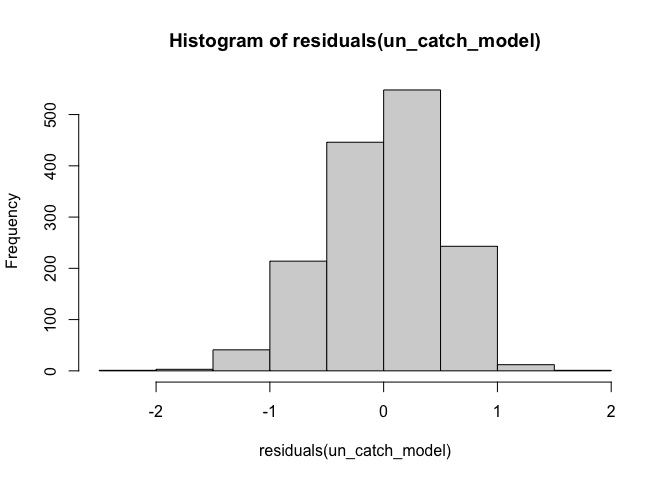 Histogram of residuals(un_catch_model)
Frequency
500
400
300
200
100
0
-2 -1 0 1 2
residuals(un_catch_model)